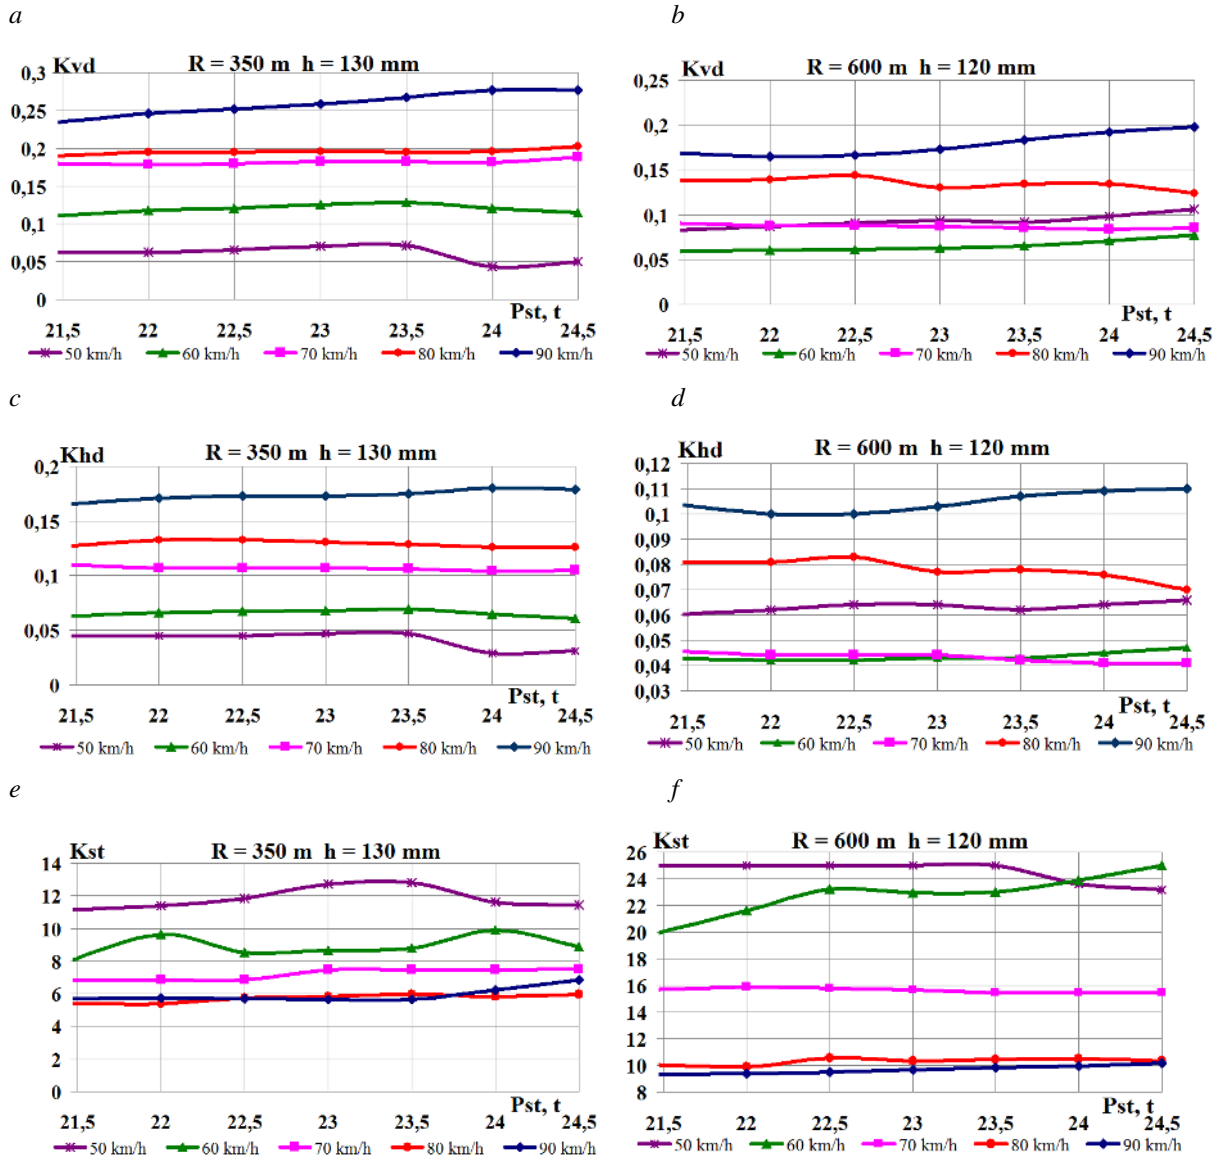 a
b
Kvd R = 350 m h = 130 mm
0,3
0,25
0,2
0,15
0,1
0,05
0
Pst, t
21,5 22 22,5 23 23,5 24 24,5
50 km/h 60 km/h 70 km/h 80 km/h 90 km/h
Kvd R = 600 m h = 120 mm
0,25
0,2
0,15
0,1
0,05
0
Pst, t
21,5 22 22,5 23 23,5 24 24,5
50 km/h 60 km/h 70 km/h 80 km/h 90 km/h
c
d
Khd R = 350 m h = 130 mm
0,2
0,15
0,1
0,05
0
Pst, t
21,5 22 22,5 23 23,5 24 24,5
50 km/h 60 km/h 70 km/h 80 km/h 90 km/h
Khd R = 600 m h = 120 mm
0,12
0,11
0,1
0,09
0,08
0,07
0,06
0,05
0,04
0,03
Pst, t
21,5 22 22,5 23 23,5 24 24,5
50 km/h 60 km/h 70 km/h 80 km/h 90 km/h
e
f
Kst R = 350 m h = 130 mm
14
12
10
8
6
4
2
0
Pst, t
21,5 22 22,5 23 23,5 24 24,5
50 km/h 60 km/h 70 km/h 80 km/h 90 km/h
Kst R = 600 m h = 120 mm
26
24
22
20
18
16
14
12
10
8
Pst, t
21,5 22 22,5 23 23,5 24 24,5
50 km/h 60 km/h 70 km/h 80 km/h 90 km/h